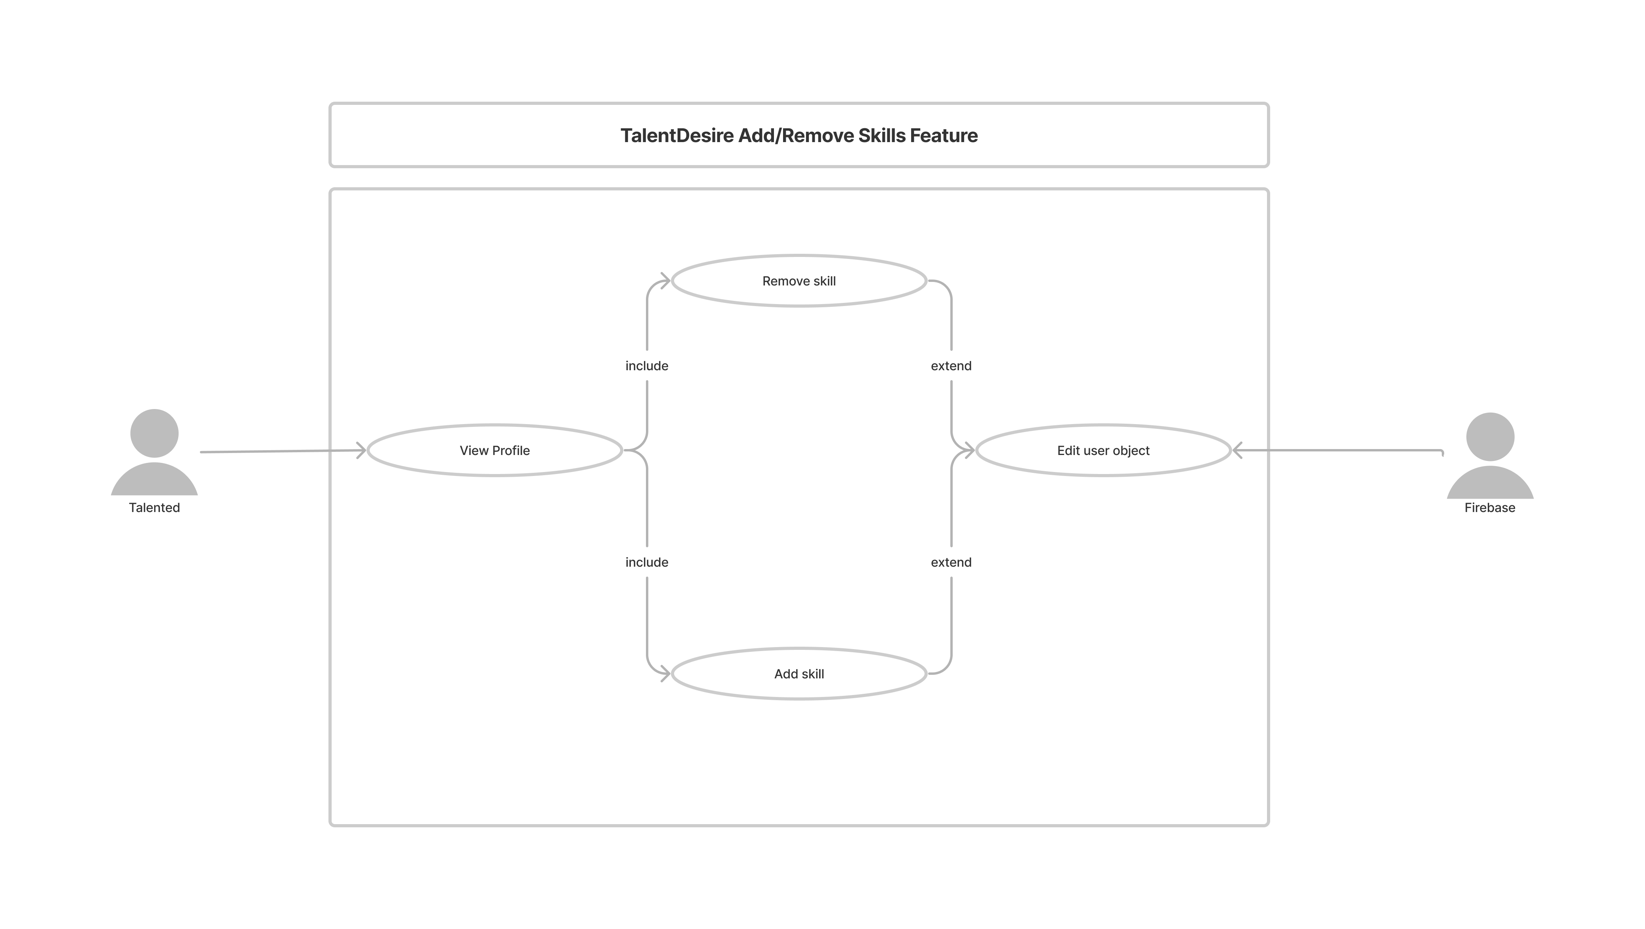 TalentDesire Add/Remove Skills Feature
Remove skill
include
extend
Talented
View Profile
Edit user object
Firebase
include
extend
Add skill